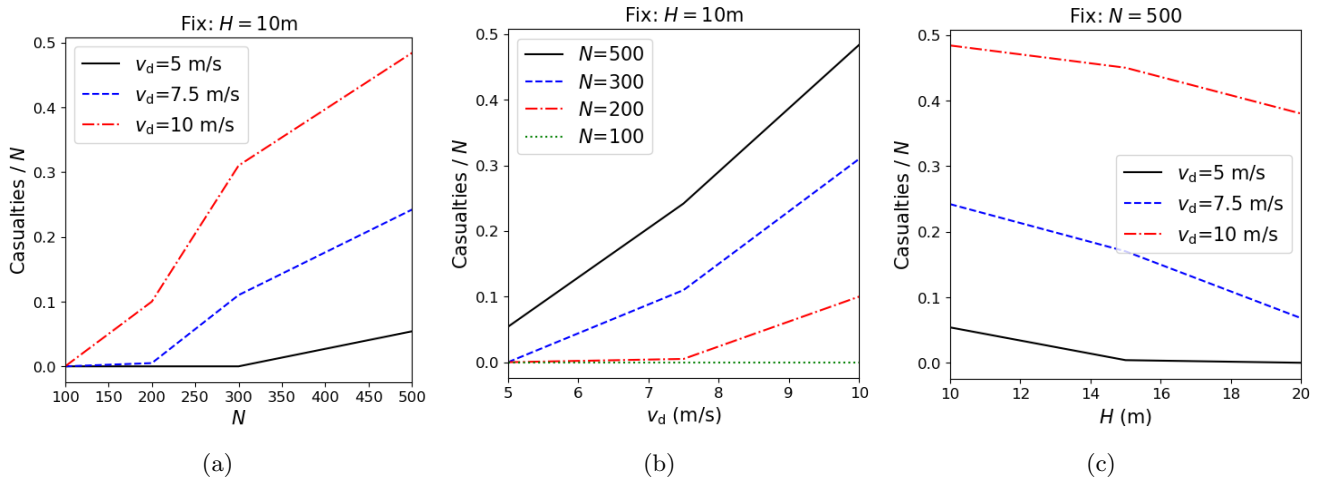 Fix: H = 10m
0.5
0.4
0.3
0.2
0.1
0.0
Casualties / N
v_d=5 m/s
v_d=7.5 m/s
v_d=10 m/s
100 150 200 250 300 350 400 450 500
N
(a)
Fix: H = 10m
0.5
0.4
0.3
0.2
0.1
0.0
Casualties / N
N=500
N=300
N=200
N=100
5 6 7 8 9 10
v_d (m/s)
(b)
Fix: N = 500
0.5
0.4
0.3
0.2
0.1
0.0
Casualties / N
v_d=5 m/s
v_d=7.5 m/s
v_d=10 m/s
10 12 14 16 18 20
H (m)
(c)